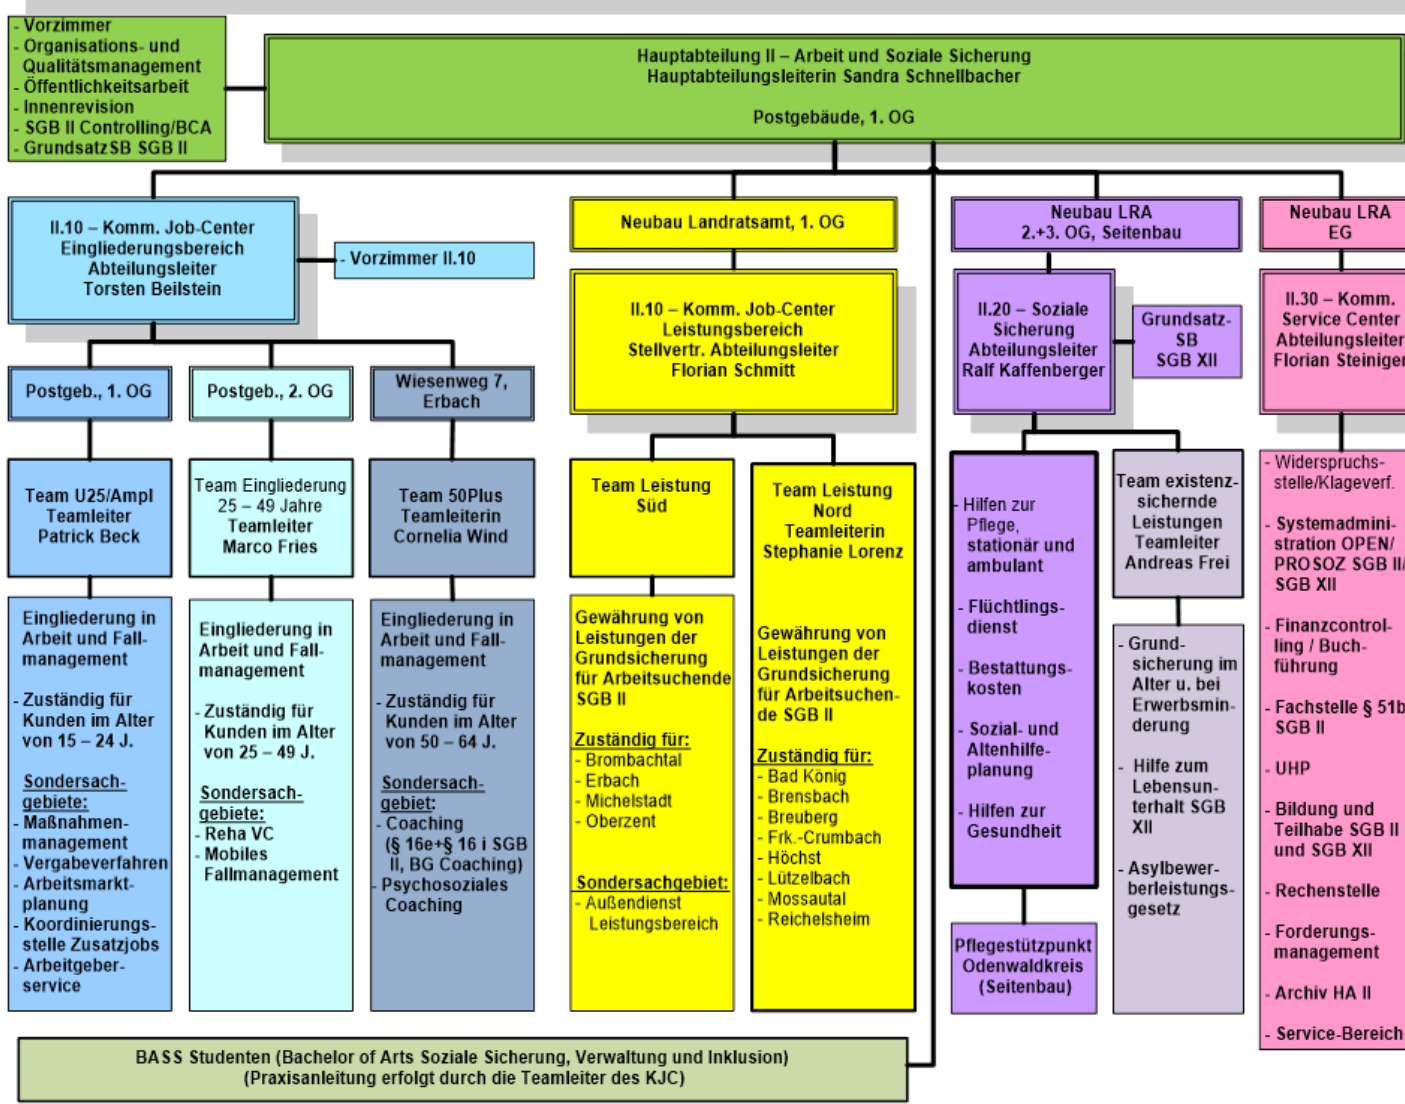 - Vorzimmer
- Organisations- und
Qualitätsmanagement
- Öffentlichkeitsarbeit
- Innenrevision
- SGB II Controlling/BCA
- GrundsatzSB SGB II
Hauptabteilung II – Arbeit und Soziale Sicherung
Hauptabteilungsleiterin Sandra Schnellbacher
Postgebäude, 1. OG
II.10 – Komm. Job-Center
Eingliederungsbereich
Abteilungsleiter
Torsten Beilstein
- Vorzimmer II.10
Postgeb., 1. OG
Postgeb., 2. OG
Wiesenweg 7,
Erbach
Team U25/Ampl
Teamleiter
Patrick Beck
Eingliederung in
Arbeit und Fall-
management
- Zuständig für
Kunden im Alter
von 15 – 24 J.
Sondersach-
gebiete:
- Maßnahmen-
management
- Vergabeverfahren
- Arbeitsmarkt-
planung
- Koordinierungs-
stelle Zusatzjobs
- Arbeitgeber-
service
Team Eingliederung
25 – 49 Jahre
Teamleiter
Marco Fries
Eingliederung in
Arbeit und Fall-
management
- Zuständig für
Kunden im Alter
von 25 – 49 J.
Sondersach-
gebiete:
- Reha VC
- Mobiles
Fallmanagement
Team 50Plus
Teamleiterin
Cornelia Wind
Eingliederung in
Arbeit und Fall-
management
- Zuständig für
Kunden im Alter
von 50 – 64 J.
Sondersach-
gebiet:
- Coaching
(§ 16e+§ 16 i SGB
II, BG Coaching)
- Psychosoziales
Coaching
Neubau Landratsamt, 1. OG
II.10 – Komm. Job-Center
Leistungsbereich
Stellvertr. Abteilungsleiter
Florian Schmitt
Team Leistung
Süd
Gewährung von
Leistungen der
Grundsicherung
für Arbeitsuchende
SGB II
Zuständig für:
- Brombachtal
- Erbach
- Michelstadt
- Oberzent
Sondersachgebiet:
- Außendienst
Leistungsbereich
Team Leistung
Nord
Teamleiterin
Stephanie Lorenz
Gewährung von
Leistungen der
Grundsicherung
für Arbeitsuchen-
de SGB II
Zuständig für:
- Bad König
- Brensbach
- Breuberg
- Frk.-Crumbach
- Höchst
- Lützelbach
- Mossautal
- Reichelsheim
Neubau LRA
2.+3. OG, Seitenbau
II.20 – Soziale
Sicherung
Abteilungsleiter
Ralf Kaffenberger
Grundsatz-
SB
SGB XII
- Hilfen zur
Pflege,
stationär und
ambulant
- Flüchtlings-
dienst
- Bestattungs-
kosten
- Sozial- und
Altenhilfe-
planung
- Hilfen zur
Gesundheit
Pflegestützpunkt
Odenwaldkreis
(Seitenbau)
Team existenz-
sichernde
Leistungen
Teamleiter
Andreas Frei
- Grund-
sicherung im
Alter u. bei
Erwerbsmin-
derung
- Hilfe zum
Lebensun-
terhalt SGB
XII
- Asylbewer-
berleistungs-
gesetz
Neubau LRA
EG
II.30 – Komm.
Service Center
Abteilungsleiter
Florian Steiniger
- Widerspruchs-
stelle/Klageverf.
- Systemadmini-
stration OPEN/
PROSOZ SGB II/
SGB XII
- Finanzcontrol-
ling / Buch-
führung
- Fachstelle § 51b
SGB II
- UHP
- Bildung und
Teilhabe SGB II
und SGB XII
- Rechenstelle
- Forderungs-
management
- Archiv HA II
- Service-Bereich
BASS Studenten (Bachelor of Arts Soziale Sicherung, Verwaltung und Inklusion)
(Praxisanleitung erfolgt durch die Teamleiter des KJC)